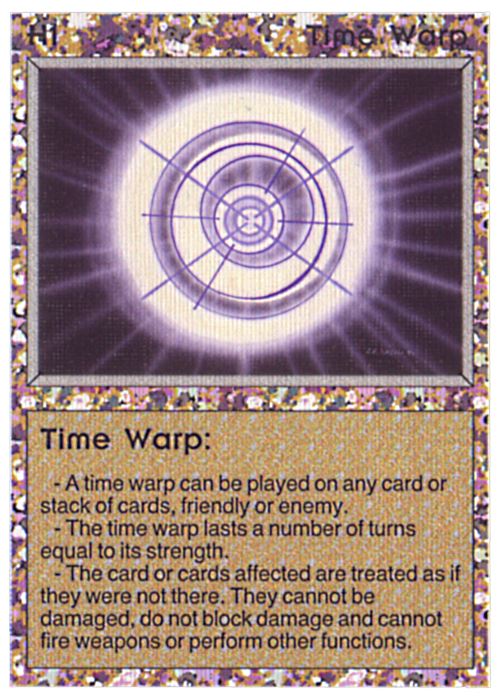 H1 Time Warp
Time Warp:
- A time warp can be played on any card or
stack of cards, friendly or enemy.
- The time warp lasts a number of turns
equal to its strength.
- The card or cards affected are treated as if
they were not there. They cannot be
damaged, do not block damage and cannot
fire weapons or perform other functions.